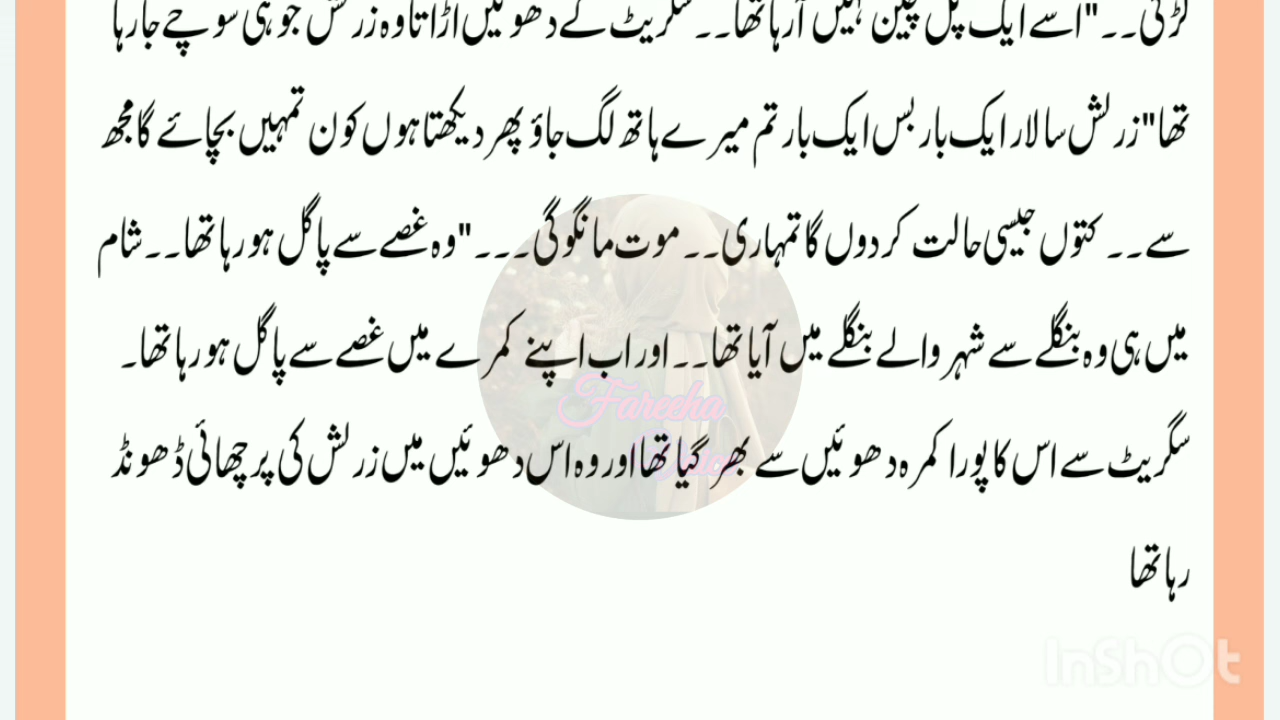 لڑکی۔۔"اسے ایک پل چین نہیں آرہا تھا۔۔سگریٹ کے دھوئیں اڑاتا وہ زرلش جو ہی سوچے جا رہا
تھا"زرلش سالار ایک بار بس ایک بار تم میرے ہاتھ لگ جاؤ پھر دیکھتا ہوں کون تمہیں بچائے گا مجھ
سے۔۔ کتوں جیسی حالت کر دوں گا تمہاری۔۔ موت مانگو گی۔۔۔"وہ غصے سے پاگل ہو رہا تھا۔۔شام
میں ہی وہ بنگلے سے شہر والے بنگلے میں آیا تھا۔۔اور اب اپنے کمرے میں غصے سے پاگل ہو رہا تھا۔
Fareeha
سگریٹ سے اس کا پورا کمرہ دھوئیں سے بھر گیا تھا اور وہ اس دھوئیں میں زرلش کی پرچھائی ڈھونڈ
رہا تھا
InShOt